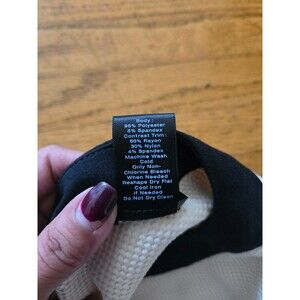 Body:
95% Polyester
5% Spandex
Contrast Trim:
66% Rayon
30% Nylon
4% Spandex
Machine Wash
Cold
Only Non-
Chlorine Bleach
When Needed
Reshape Dry Flat
Cool Iron
if Needed
Do Not Dry Clean